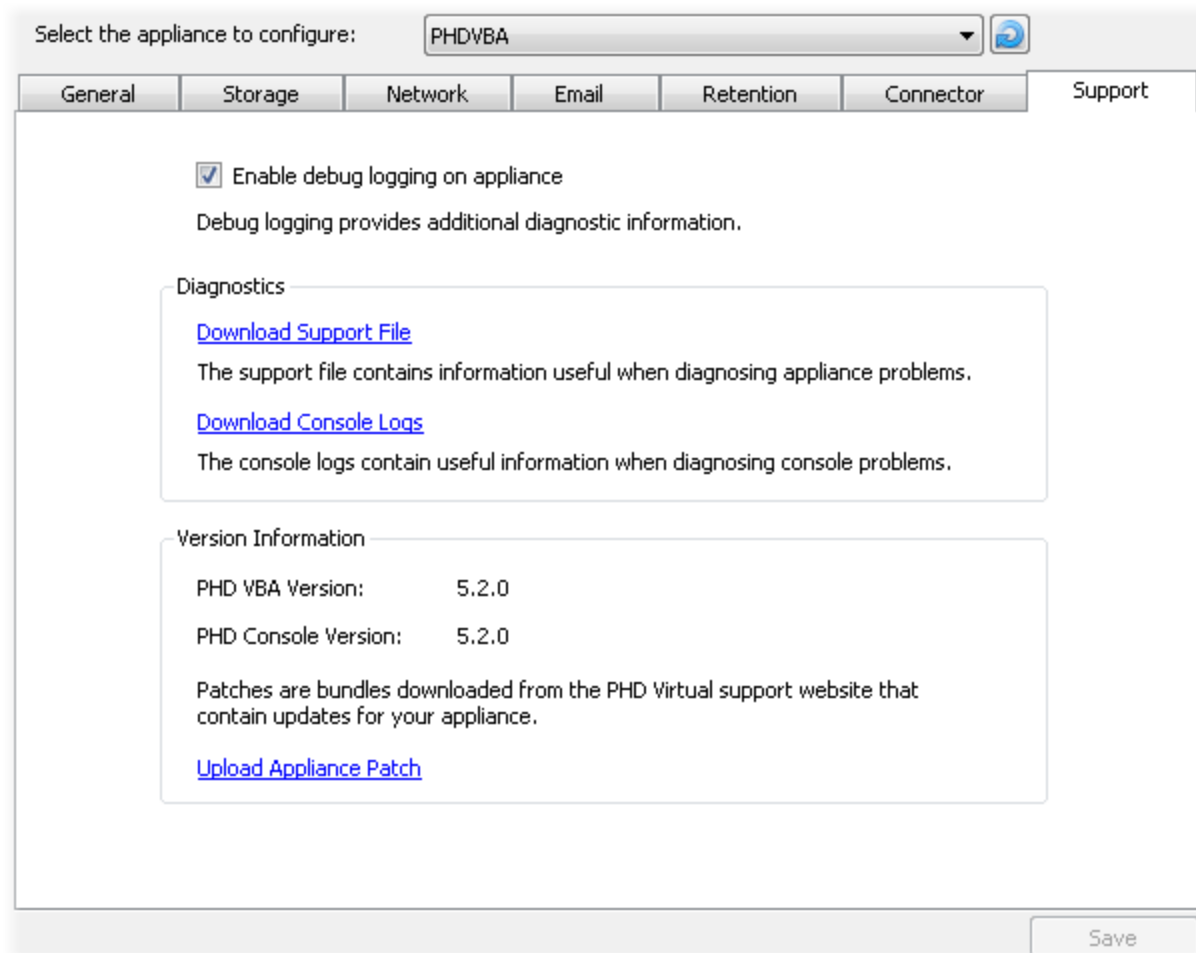 Select the appliance to configure: PHDVBA
General Storage Network Email Retention Connector Support
Enable debug logging on appliance
Debug logging provides additional diagnostic information.
Diagnostics
Download Support File
The support file contains information useful when diagnosing appliance problems.
Download Console Logs
The console logs contain useful information when diagnosing console problems.
Version Information
PHD VBA Version: 5.2.0
PHD Console Version: 5.2.0
Patches are bundles downloaded from the PHD Virtual support website that
contain updates for your appliance.
Upload Appliance Patch
Save